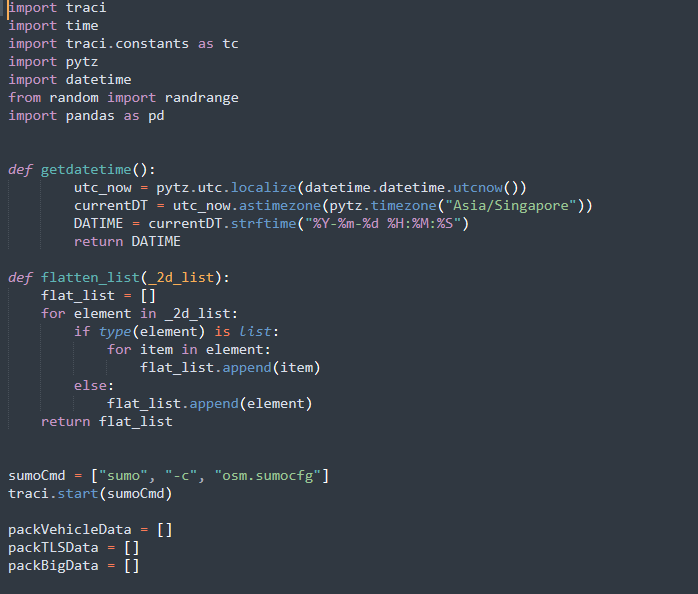 import traci
import time
import traci.constants as tc
import pytz
import datetime
from random import randrange
import pandas as pd
def getdatetime():
utc_now = pytz.utc.localize(datetime.datetime.utcnow())
currentDT = utc_now.astimezone(pytz.timezone("Asia/Singapore"))
DATIME = currentDT.strftime("%Y-%m-%d %H:%M:%S")
return DATIME
def flatten_list(_2d_list):
flat_list = []
for element in _2d_list:
if type(element) is list:
for item in element:
flat_list.append(item)
else:
flat_list.append(element)
return flat_list
sumoCmd = ["sumo", "-c", "osm.sumocfg"]
traci.start(sumoCmd)
packVehicleData = []
packTLSData = []
packBigData = []